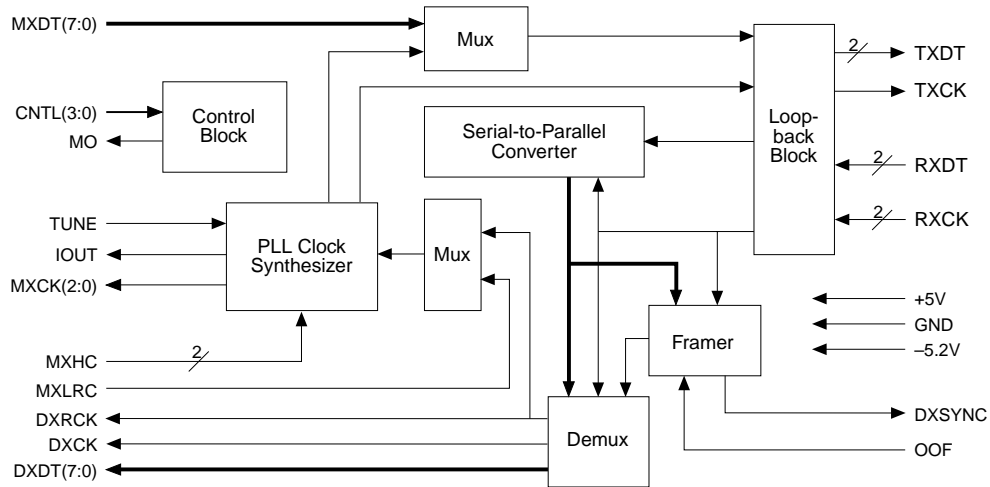 MXDT(7:0)
Mux
2
TXDT
TXCK
CNTL(3:0)
MO
Control
Block
Serial-to-Parallel
Converter
Loop-
back
Block
2
RXDT
2
RXCK
TUNE
IOUT
MXCK(2:0)
PLL Clock
Synthesizer
Mux
+5V
GND
–5.2V
Framer
MXHC
2
MXLRC
DXRCK
DXCK
DXDT(7:0)
Demux
DXSYNC
OOF